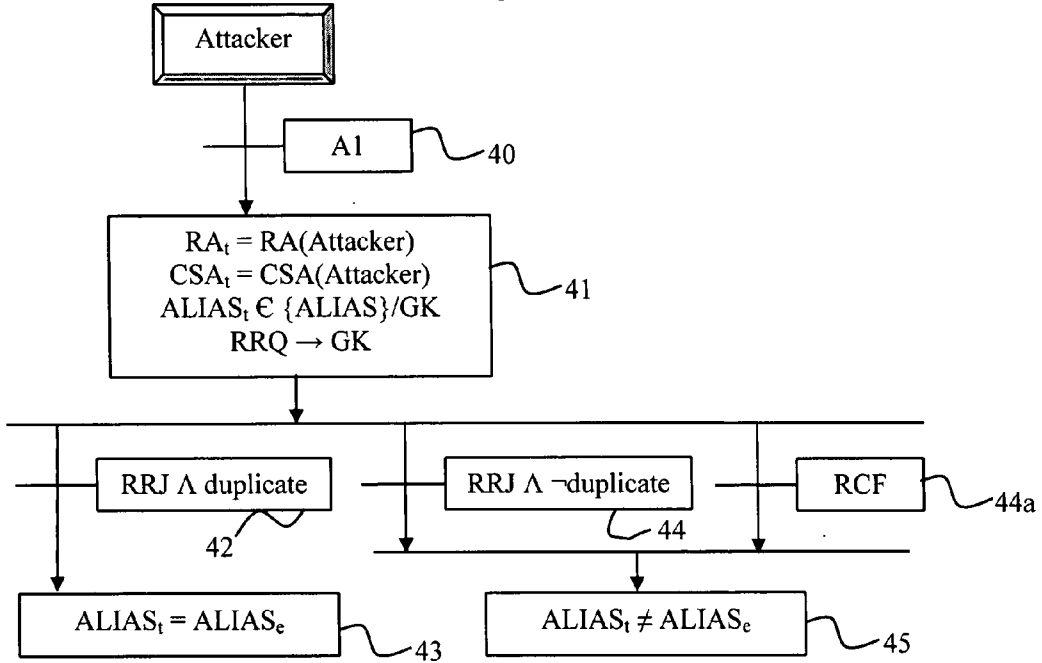 Attacker
A1
40
RAₜ = RA(Attacker)
CSAₜ = CSA(Attacker)
ALIASₜ Є {ALIAS}/GK
RRQ → GK
41
RRJ Λ duplicate
RRJ Λ ¬duplicate
RCF
42
44
44a
ALIASₜ = ALIASₑ
ALIASₜ ≠ ALIASₑ
43
45